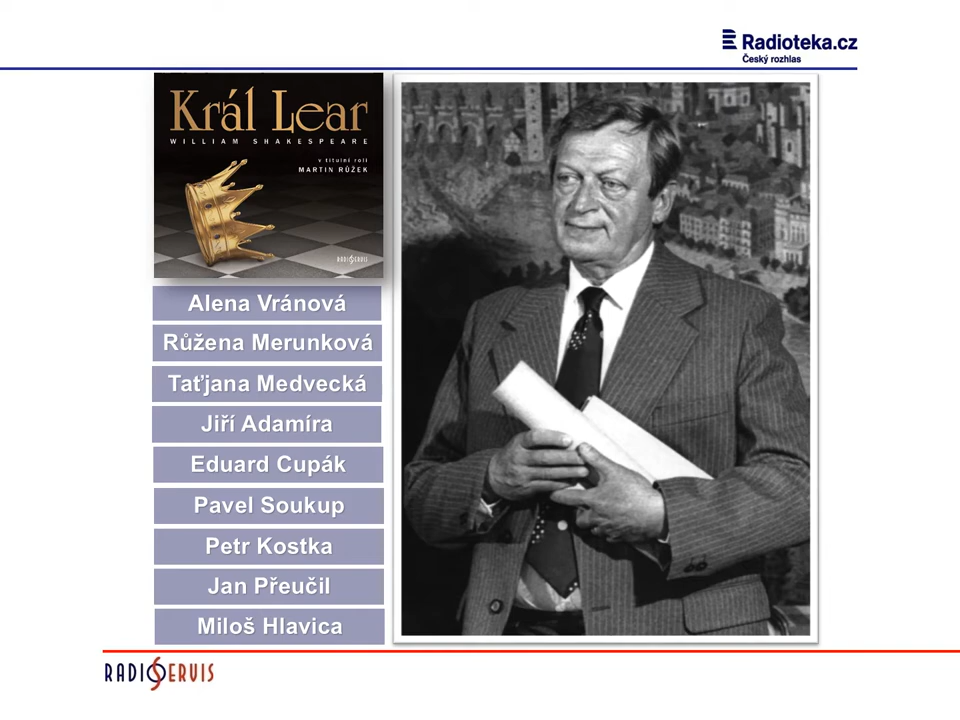 Radioteka.cz
Český rozhlas
Král Lear
WILLIAM SHAKESPEARE
v titulní roli
MARTIN RŮŽEK
RADIOSERVIS
Alena Vránová
Růžena Merunková
Taťjana Medvecká
Jiří Adamíra
Eduard Cupák
Pavel Soukup
Petr Kostka
Jan Přeučil
Miloš Hlavica
RADIOSERVIS